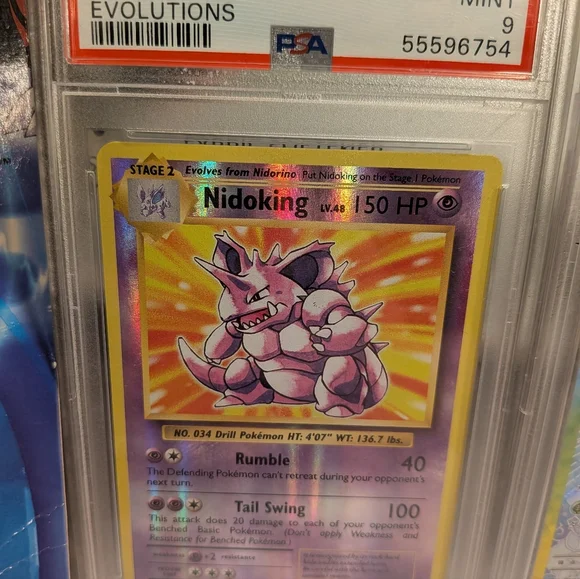 EVOLUTIONS
MINT
9
PSA
55596754
STAGE 2 Evolves from Nidorino Put Nidoking on the Stage 1 Pokémon
Nidoking LV.48 150 HP
NO. 034 Drill Pokémon HT: 4'07" WT: 136.7 lbs.
Rumble 40
The Defending Pokémon can't retreat during your opponent's
next turn.
Tail Swing 100
This attack does 20 damage to each of your opponent's
Benched Basic Pokémon (Don't apply Weakness and
Resistance for Benched Pokémon.)
weakness ×2 resistance